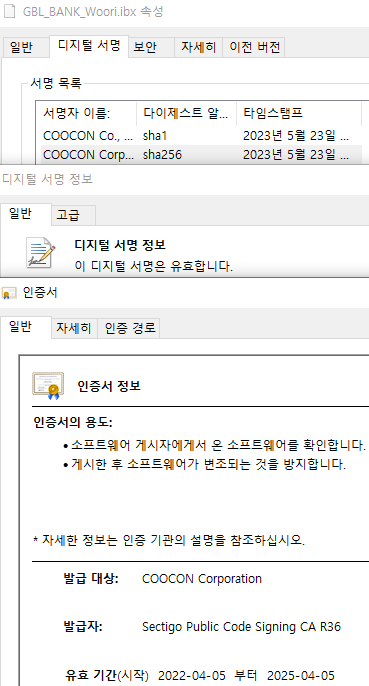 GBL_BANK_Woori.ibx 속성
일반 디지털 서명 보안 자세히 이전 버전
서명 목록
서명자 이름: 다이제스트 알... 타임스탬프
COOCON Co., ... sha1 2023년 5월 23일 ...
COOCON Corp... sha256 2023년 5월 23일 ...
디지털 서명 정보
일반 고급
디지털 서명 정보
이 디지털 서명은 유효합니다.
인증서
일반 자세히 인증 경로
인증서 정보
인증서의 용도:
• 소프트웨어 게시자에게서 온 소프트웨어를 확인합니다.
• 게시한 후 소프트웨어가 변조되는 것을 방지합니다.
* 자세한 정보는 인증 기관의 설명을 참조하십시오.
발급 대상: COOCON Corporation
발급자: Sectigo Public Code Signing CA R36
유효 기간(시작) 2022-04-05 부터 2025-04-05